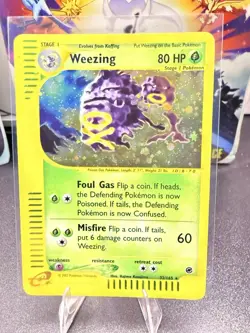 STAGE 1 Evolves from Koffing Put Weezing on the Basic Pokémon
Weezing 80 HP
Stage 1 Pokémon
Foul Gas Flip a coin. If heads,
the Defending Pokémon is now
Poisoned. If tails, the Defending
Pokémon is now Confused.
Misfire Flip a coin. If tails,
put 6 damage counters on
Weezing.
60
weakness resistance retreat cost